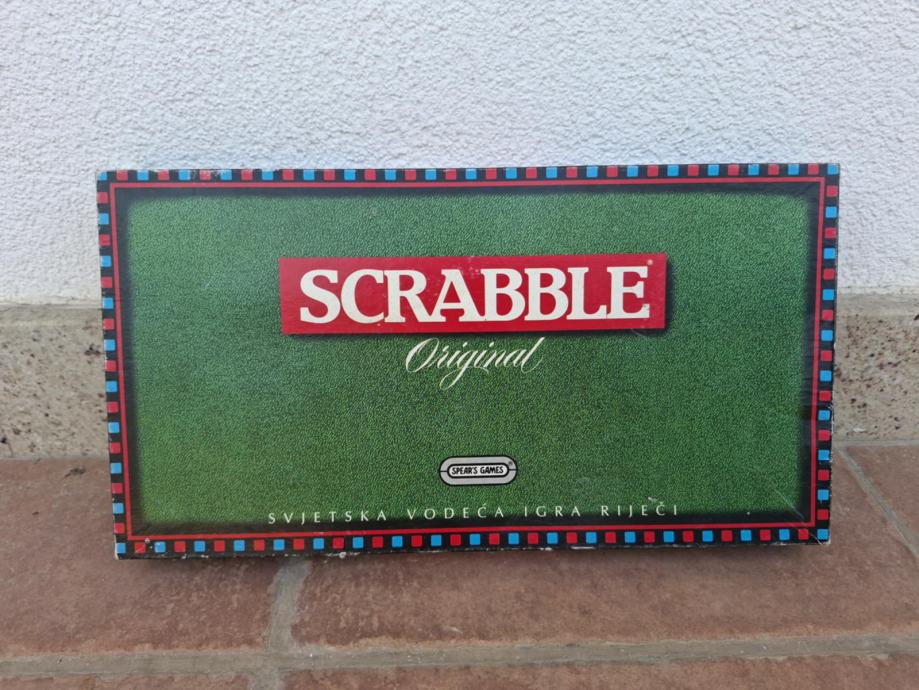 SCRABBLE®
Original
SPEAR'S GAMES®
SVJETSKA VODEĆA IGRA RIJEČI